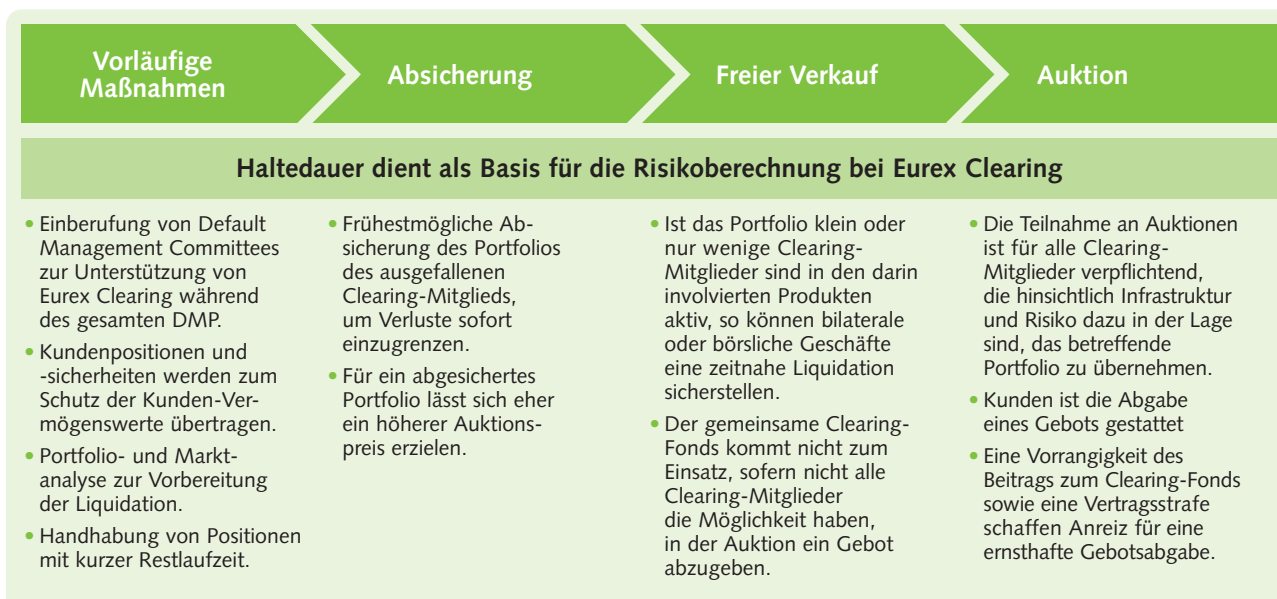 Vorläufige
Maßnahmen
Absicherung
Freier Verkauf
Auktion
Haltedauer dient als Basis für die Risikoberechnung bei Eurex Clearing
• Einberufung von Default
Management Committees
zur Unterstützung von
Eurex Clearing während
des gesamten DMP.
• Kundenpositionen und
-sicherheiten werden zum
Schutz der Kunden-Ver-
mögenswerte übertragen.
• Portfolio- und Markt-
analyse zur Vorbereitung
der Liquidation.
• Handhabung von Positionen
mit kurzer Restlaufzeit.
• Frühestmögliche Ab-
sicherung des Portfolios
des ausgefallenen
Clearing-Mitglieds,
um Verluste sofort
einzugrenzen.
• Für ein abgesichertes
Portfolio lässt sich eher
ein höherer Auktions-
preis erzielen.
• Ist das Portfolio klein oder
nur wenige Clearing-
Mitglieder sind in den darin
involvierten Produkten
aktiv, so können bilaterale
oder börsliche Geschäfte
eine zeitnahe Liquidation
sicherstellen.
• Der gemeinsame Clearing-
Fonds kommt nicht zum
Einsatz, sofern nicht alle
Clearing-Mitglieder
die Möglichkeit haben,
in der Auktion ein Gebot
abzugeben.
• Die Teilnahme an Auktionen
ist für alle Clearing-
Mitglieder verpflichtend,
die hinsichtlich Infrastruktur
und Risiko dazu in der Lage
sind, das betreffende
Portfolio zu übernehmen.
• Kunden ist die Abgabe
eines Gebots gestattet
• Eine Vorrangigkeit des
Beitrags zum Clearing-Fonds
sowie eine Vertragsstrafe
schaffen Anreiz für eine
ernsthafte Gebotsabgabe.